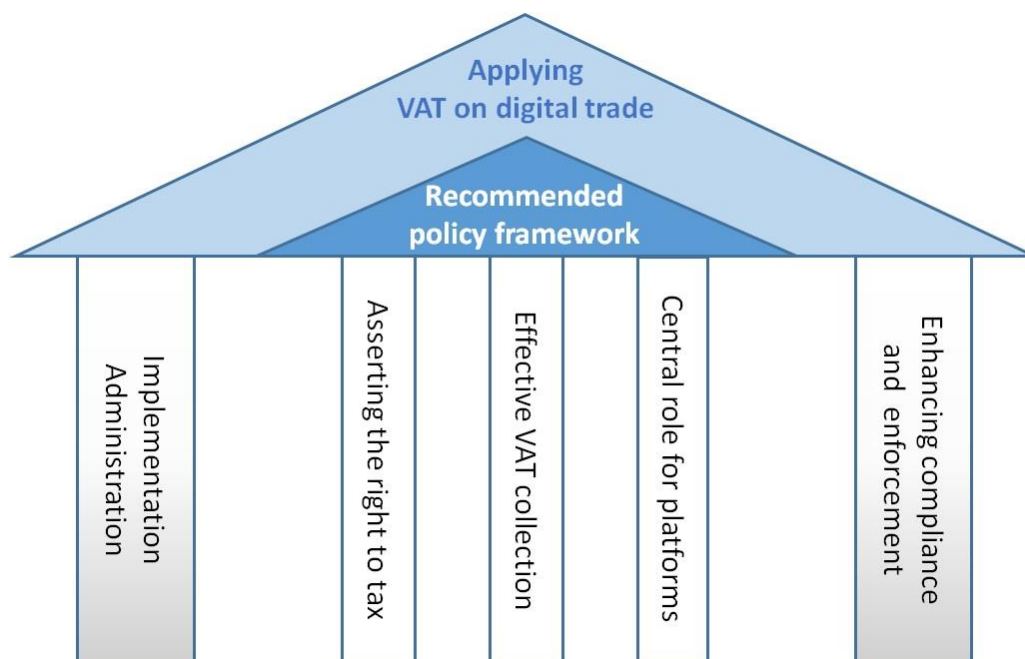 Applying
VAT on digital trade
Recommended
policy framework
Implementation
Administration
Asserting the right to tax
Effective VAT collection
Central role for platforms
Enhancing compliance
and enforcement